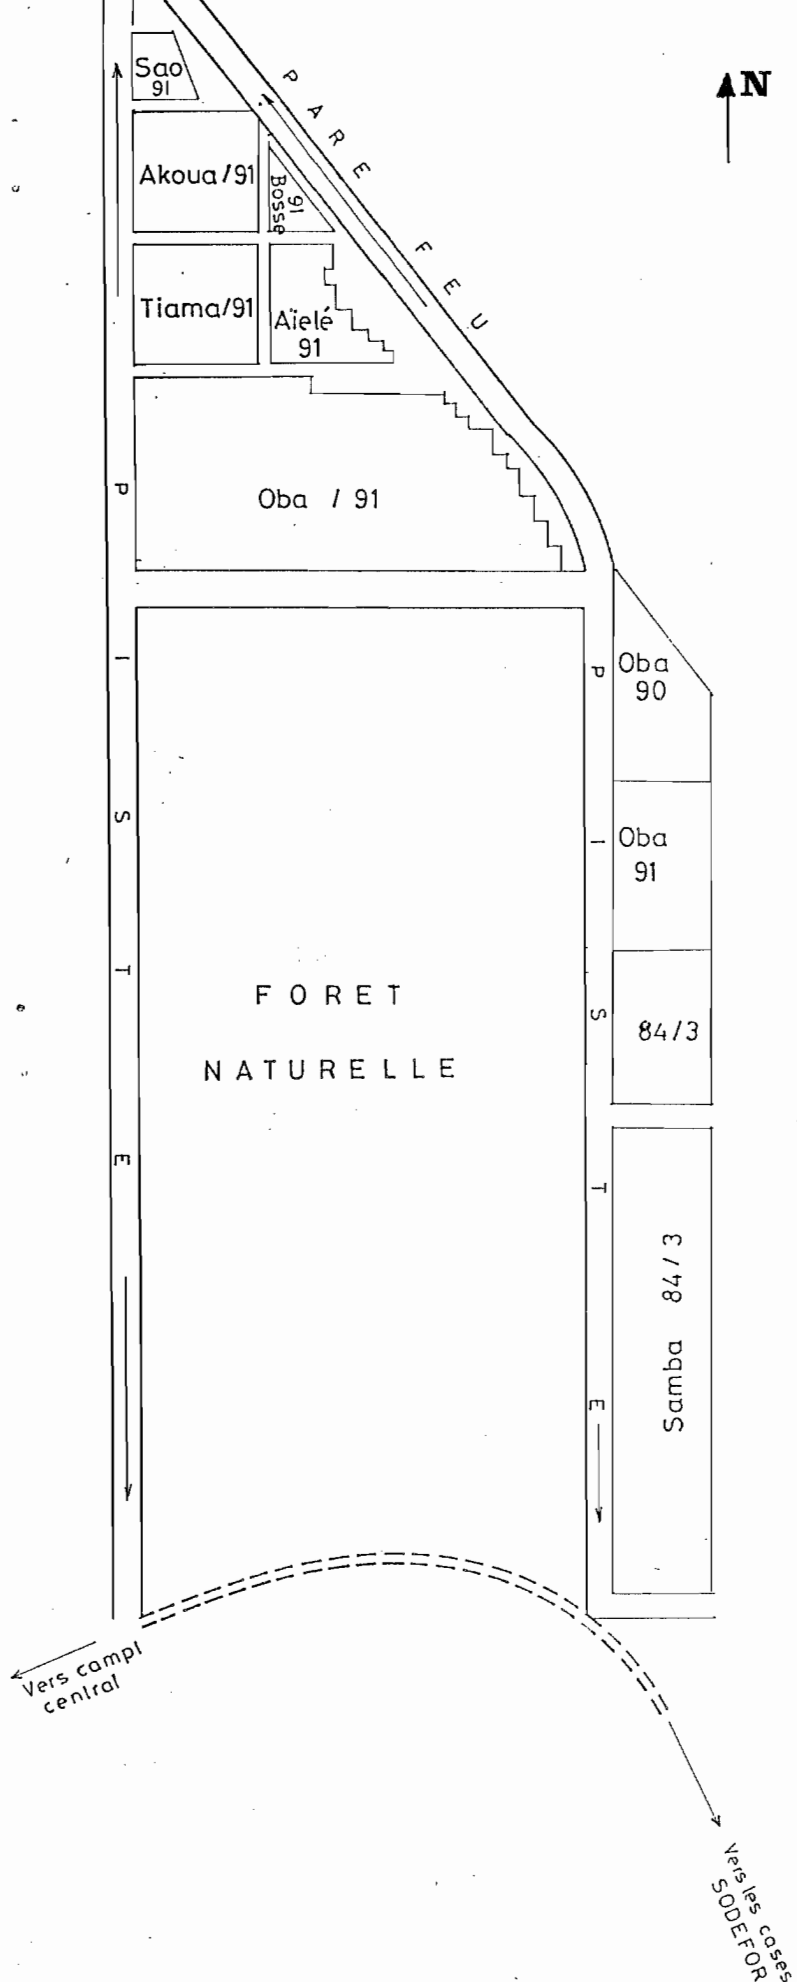 N
Sao
91
PARE FEU
Akoua/91
Bosse
91
Tiama/91
Aïelé
91
Oba / 91
PISTE
Oba
90
PISTE
Oba
91
84/3
FORET
NATURELLE
Samba 84/3
Vers campt
central
Vers les cases
SODEFOR